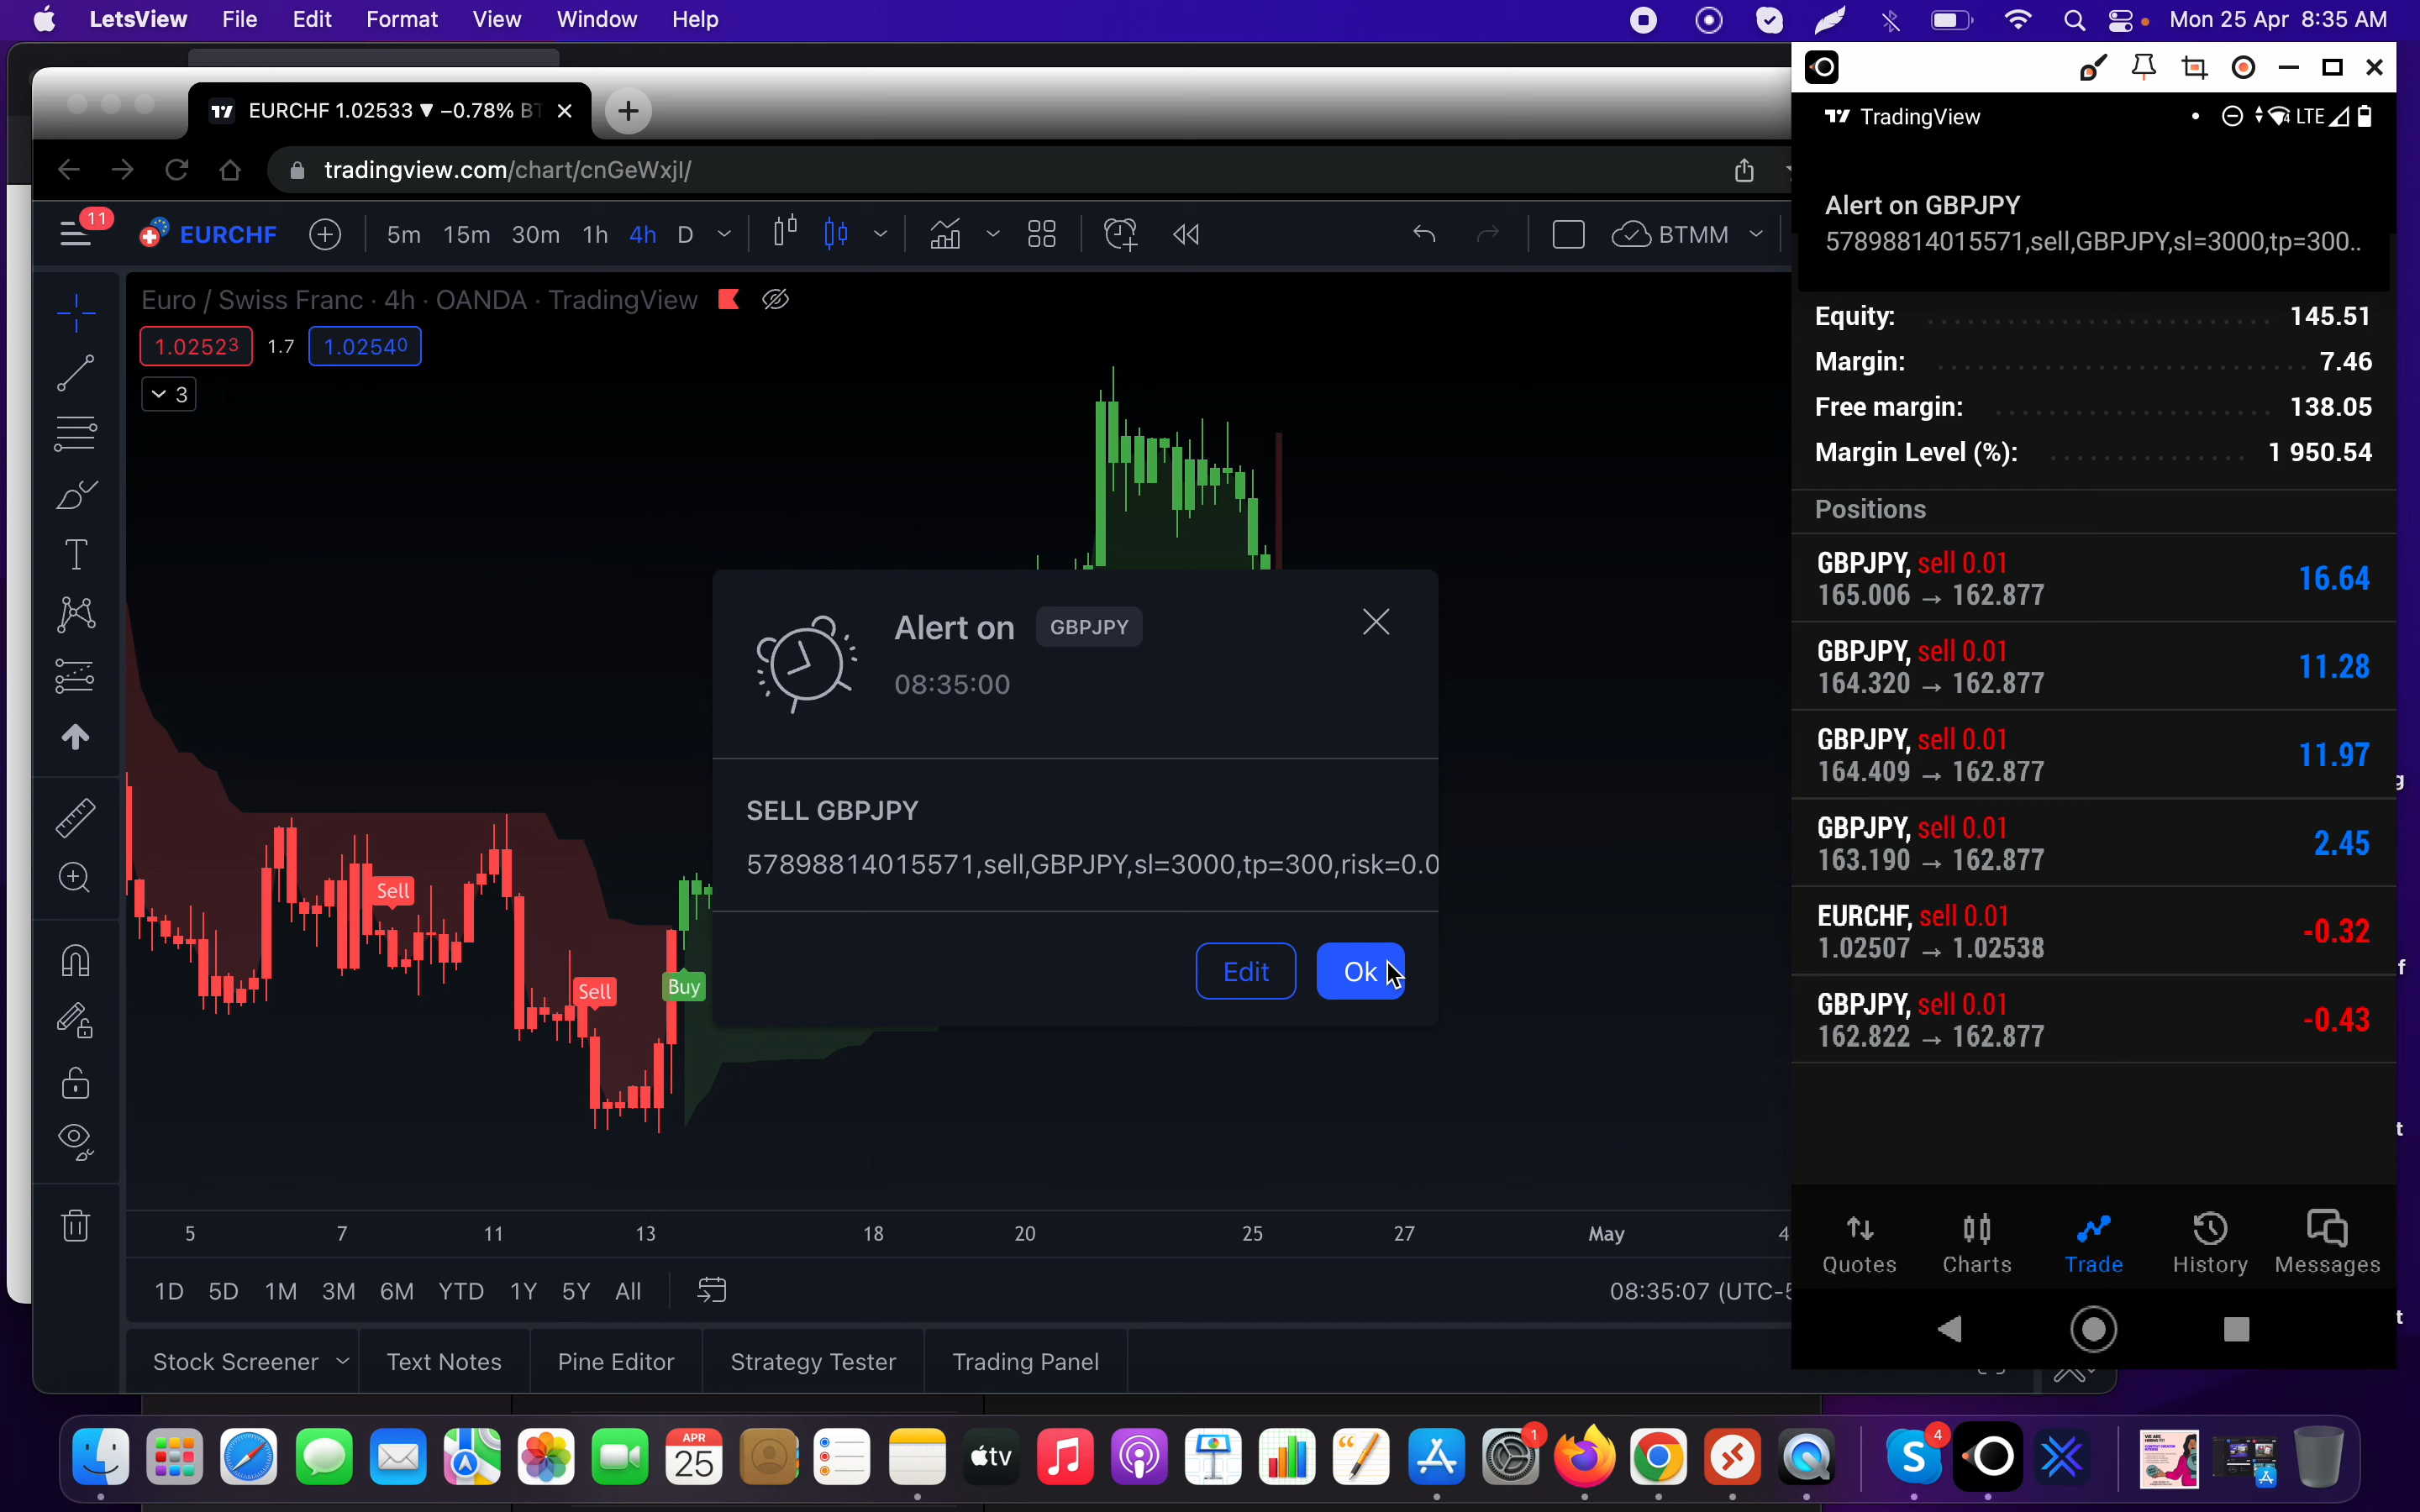 LetsView File Edit Format View Window Help Mon 25 Apr 8:35 AM
EURCHF 1.02533 ▼ −0.78%
tradingview.com/chart/cnGeWxjI/
11
EURCHF 5m 15m 30m 1h 4h D BTMM
Euro / Swiss Franc · 4h · OANDA · TradingView
1.02523 1.7 1.02540
3
Sell
Sell
Buy
Alert on GBPJPY
08:35:00
SELL GBPJPY
57898814015571,sell,GBPJPY,sl=3000,tp=300,risk=0.0
Edit Ok
5 7 11 13 18 20 25 27 May 4
1D 5D 1M 3M 6M YTD 1Y 5Y All 08:35:07 (UTC-5
Stock Screener Text Notes Pine Editor Strategy Tester Trading Panel
TradingView LTE
Alert on GBPJPY
57898814015571,sell,GBPJPY,sl=3000,tp=300..
Equity: 145.51
Margin: 7.46
Free margin: 138.05
Margin Level (%): 1 950.54
Positions
GBPJPY, sell 0.01
165.006 → 162.877 16.64
GBPJPY, sell 0.01
164.320 → 162.877 11.28
GBPJPY, sell 0.01
164.409 → 162.877 11.97
GBPJPY, sell 0.01
163.190 → 162.877 2.45
EURCHF, sell 0.01
1.02507 → 1.02538 -0.32
GBPJPY, sell 0.01
162.822 → 162.877 -0.43
Quotes Charts Trade History Messages
APR
25
tv
1
4